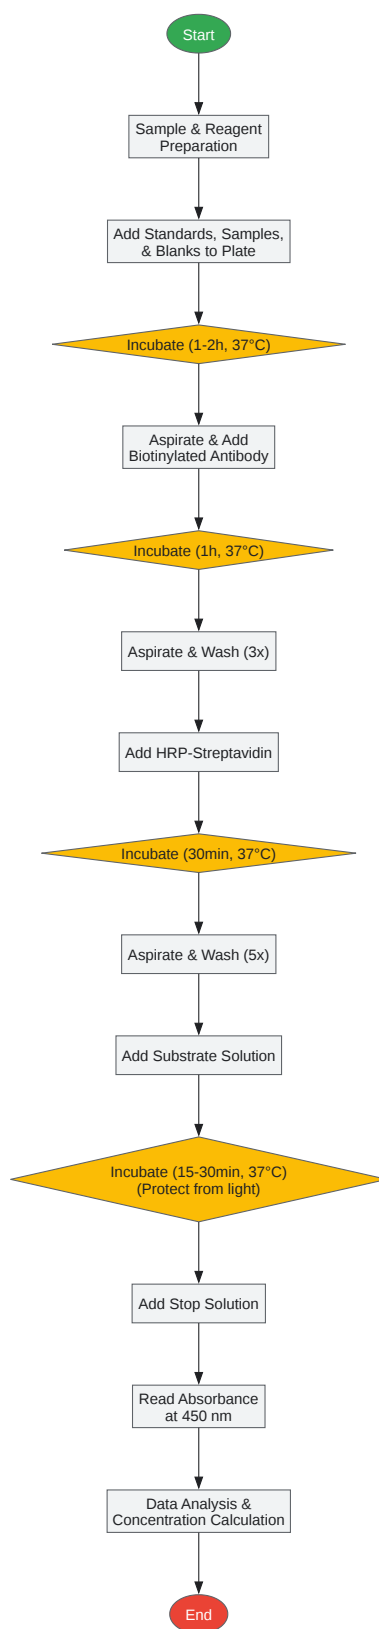 Start
Sample & Reagent
Preparation
Add Standards, Samples,
& Blanks to Plate
Incubate (1-2h, 37°C)
Aspirate & Add
Biotinylated Antibody
Incubate (1h, 37°C)
Aspirate & Wash (3x)
Add HRP-Streptavidin
Incubate (30min, 37°C)
Aspirate & Wash (5x)
Add Substrate Solution
Incubate (15-30min, 37°C)
(Protect from light)
Add Stop Solution
Read Absorbance
at 450 nm
Data Analysis &
Concentration Calculation
End